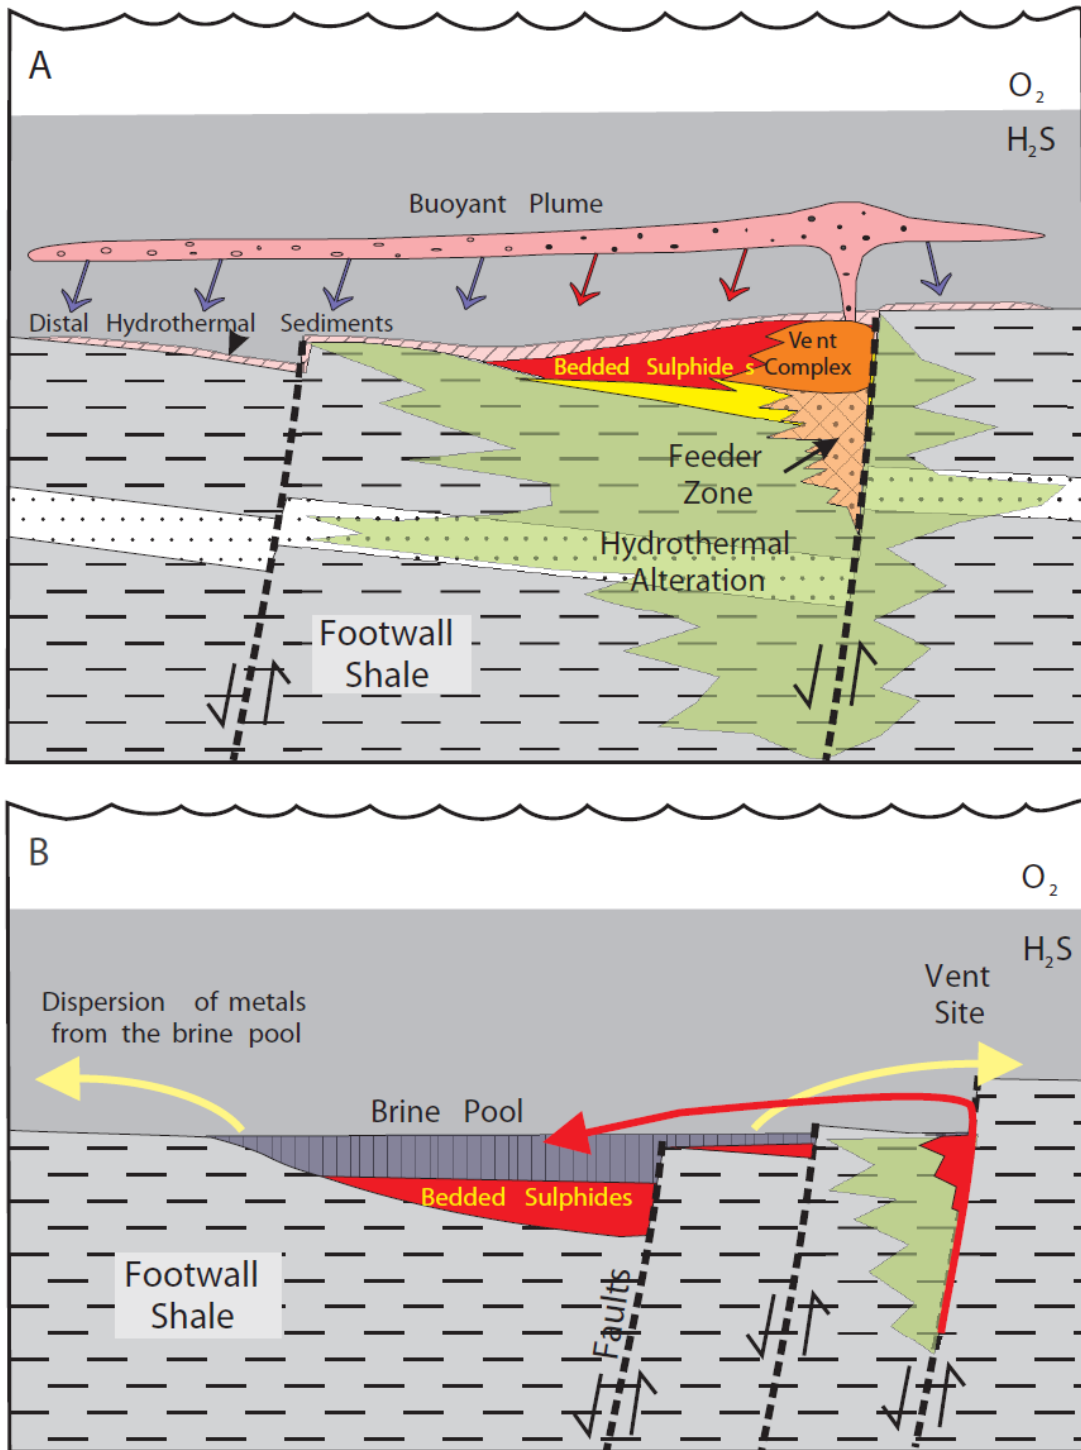 A
O₂
H₂S
Buoyant Plume
Distal Hydrothermal Sediments
Vent
Bedded Sulphide s Complex
Feeder
Zone
Hydrothermal
Alteration
Footwall
Shale
B
O₂
H₂S
Vent
Site
Dispersion of metals
from the brine pool
Brine Pool
Bedded Sulphides
Footwall
Shale
Faults